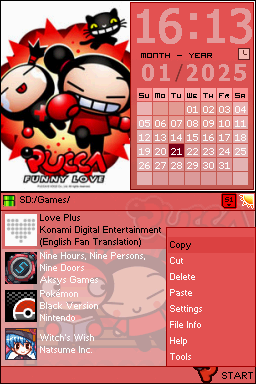 16:13
MONTH - YEAR
01/2025
PUCCA
FUNNY LOVE
Su Mo Tu We Th Fr Sa
01 02 03 04
05 06 07 08 09 10 11
12 13 14 15 16 17 18
19 20 21 22 23 24 25
26 27 28 29 30 31
SD:/Games/
Love Plus
Konami Digital Entertainment
(English Fan Translation)
Nine Hours, Nine Persons,
Nine Doors
Aksys Games
Pokémon
Black Version
Nintendo
Witch's Wish
Natsume Inc.
Copy
Cut
Delete
Paste
Settings
File Info
Help
Tools
START